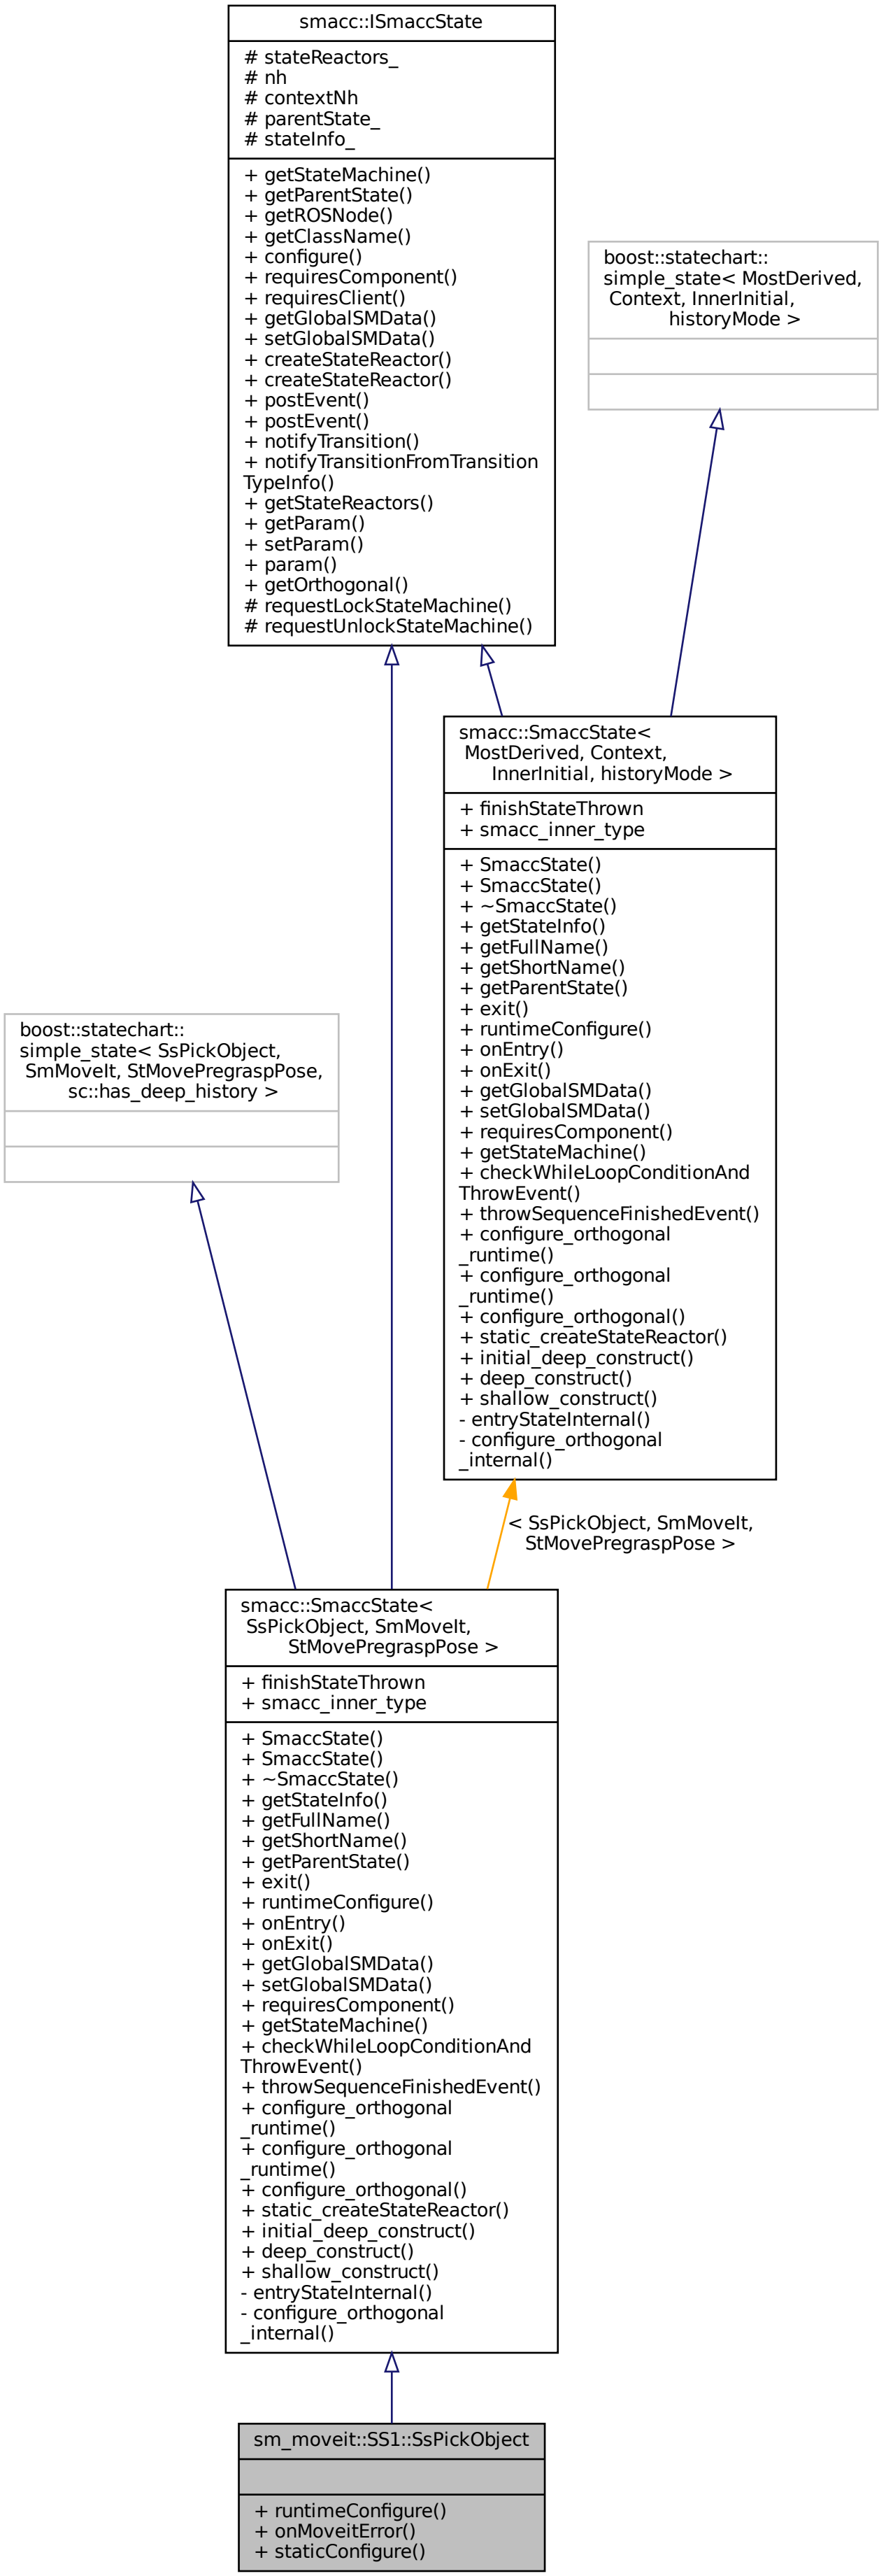 smacc::ISmaccState
# stateReactors_
# nh
# contextNh
# parentState_
# stateInfo_
+ getStateMachine()
+ getParentState()
+ getROSNode()
+ getClassName()
+ configure()
+ requiresComponent()
+ requiresClient()
+ getGlobalSMData()
+ setGlobalSMData()
+ createStateReactor()
+ createStateReactor()
+ postEvent()
+ postEvent()
+ notifyTransition()
+ notifyTransitionFromTransition
TypeInfo()
+ getStateReactors()
+ getParam()
+ setParam()
+ param()
+ getOrthogonal()
# requestLockStateMachine()
# requestUnlockStateMachine()
boost::statechart::
simple_state< MostDerived,
Context, InnerInitial,
historyMode >
smacc::SmaccState<
MostDerived, Context,
InnerInitial, historyMode >
+ finishStateThrown
+ smacc_inner_type
+ SmaccState()
+ SmaccState()
+ ~SmaccState()
+ getStateInfo()
+ getFullName()
+ getShortName()
+ getParentState()
+ exit()
+ runtimeConfigure()
+ onEntry()
+ onExit()
+ getGlobalSMData()
+ setGlobalSMData()
+ requiresComponent()
+ getStateMachine()
+ checkWhileLoopConditionAnd
ThrowEvent()
+ throwSequenceFinishedEvent()
+ configure_orthogonal
_runtime()
+ configure_orthogonal
_runtime()
+ configure_orthogonal()
+ static_createStateReactor()
+ initial_deep_construct()
+ deep_construct()
+ shallow_construct()
- entryStateInternal()
- configure_orthogonal
_internal()
boost::statechart::
simple_state< SsPickObject,
SmMoveIt, StMovePregraspPose,
sc::has_deep_history >
< SsPickObject, SmMoveIt,
StMovePregraspPose >
smacc::SmaccState<
SsPickObject, SmMoveIt,
StMovePregraspPose >
+ finishStateThrown
+ smacc_inner_type
+ SmaccState()
+ SmaccState()
+ ~SmaccState()
+ getStateInfo()
+ getFullName()
+ getShortName()
+ getParentState()
+ exit()
+ runtimeConfigure()
+ onEntry()
+ onExit()
+ getGlobalSMData()
+ setGlobalSMData()
+ requiresComponent()
+ getStateMachine()
+ checkWhileLoopConditionAnd
ThrowEvent()
+ throwSequenceFinishedEvent()
+ configure_orthogonal
_runtime()
+ configure_orthogonal
_runtime()
+ configure_orthogonal()
+ static_createStateReactor()
+ initial_deep_construct()
+ deep_construct()
+ shallow_construct()
- entryStateInternal()
- configure_orthogonal
_internal()
sm_moveit::SS1::SsPickObject
+ runtimeConfigure()
+ onMoveitError()
+ staticConfigure()